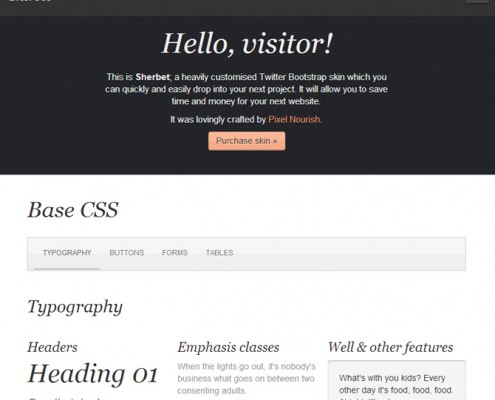 Hello, visitor!
This is Sherbet; a heavily customised Twitter Bootstrap skin which you
can quickly and easily drop into your next project. It will allow you to save
time and money for your next website.
It was lovingly crafted by Pixel Nourish.
Purchase skin »
Base CSS
TYPOGRAPHY BUTTONS FORMS TABLES
Typography
Headers
Heading 01
Emphasis classes
When the lights go out, it's nobody's
business what goes on between two
consenting adults.
Well & other features
What's with you kids? Every
other day it's food, food, food.